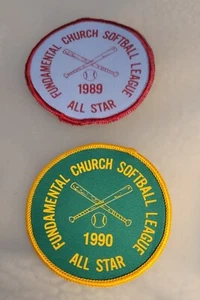 FUNDAMENTAL CHURCH SOFTBALL LEAGUE
1989
ALL STAR
FUNDAMENTAL CHURCH SOFTBALL LEAGUE
1990
ALL STAR